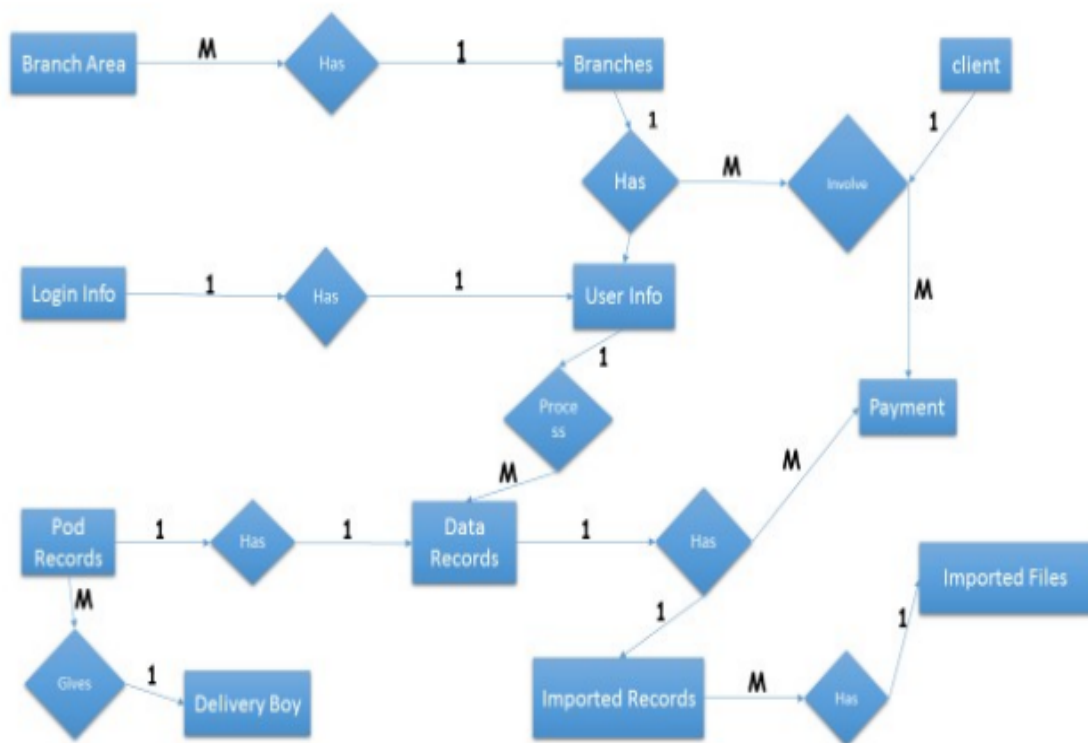 M
1
Branch Area
Has
Branches
client
1
1
Has
M
Involve
Login Info
1
Has
1
User Info
M
1
Proce
ss
Payment
M
M
Pod
Records
1
Has
1
Data
Records
1
Has
Imported Files
M
1
1
Gives
1
Delivery Boy
Imported Records
M
Has